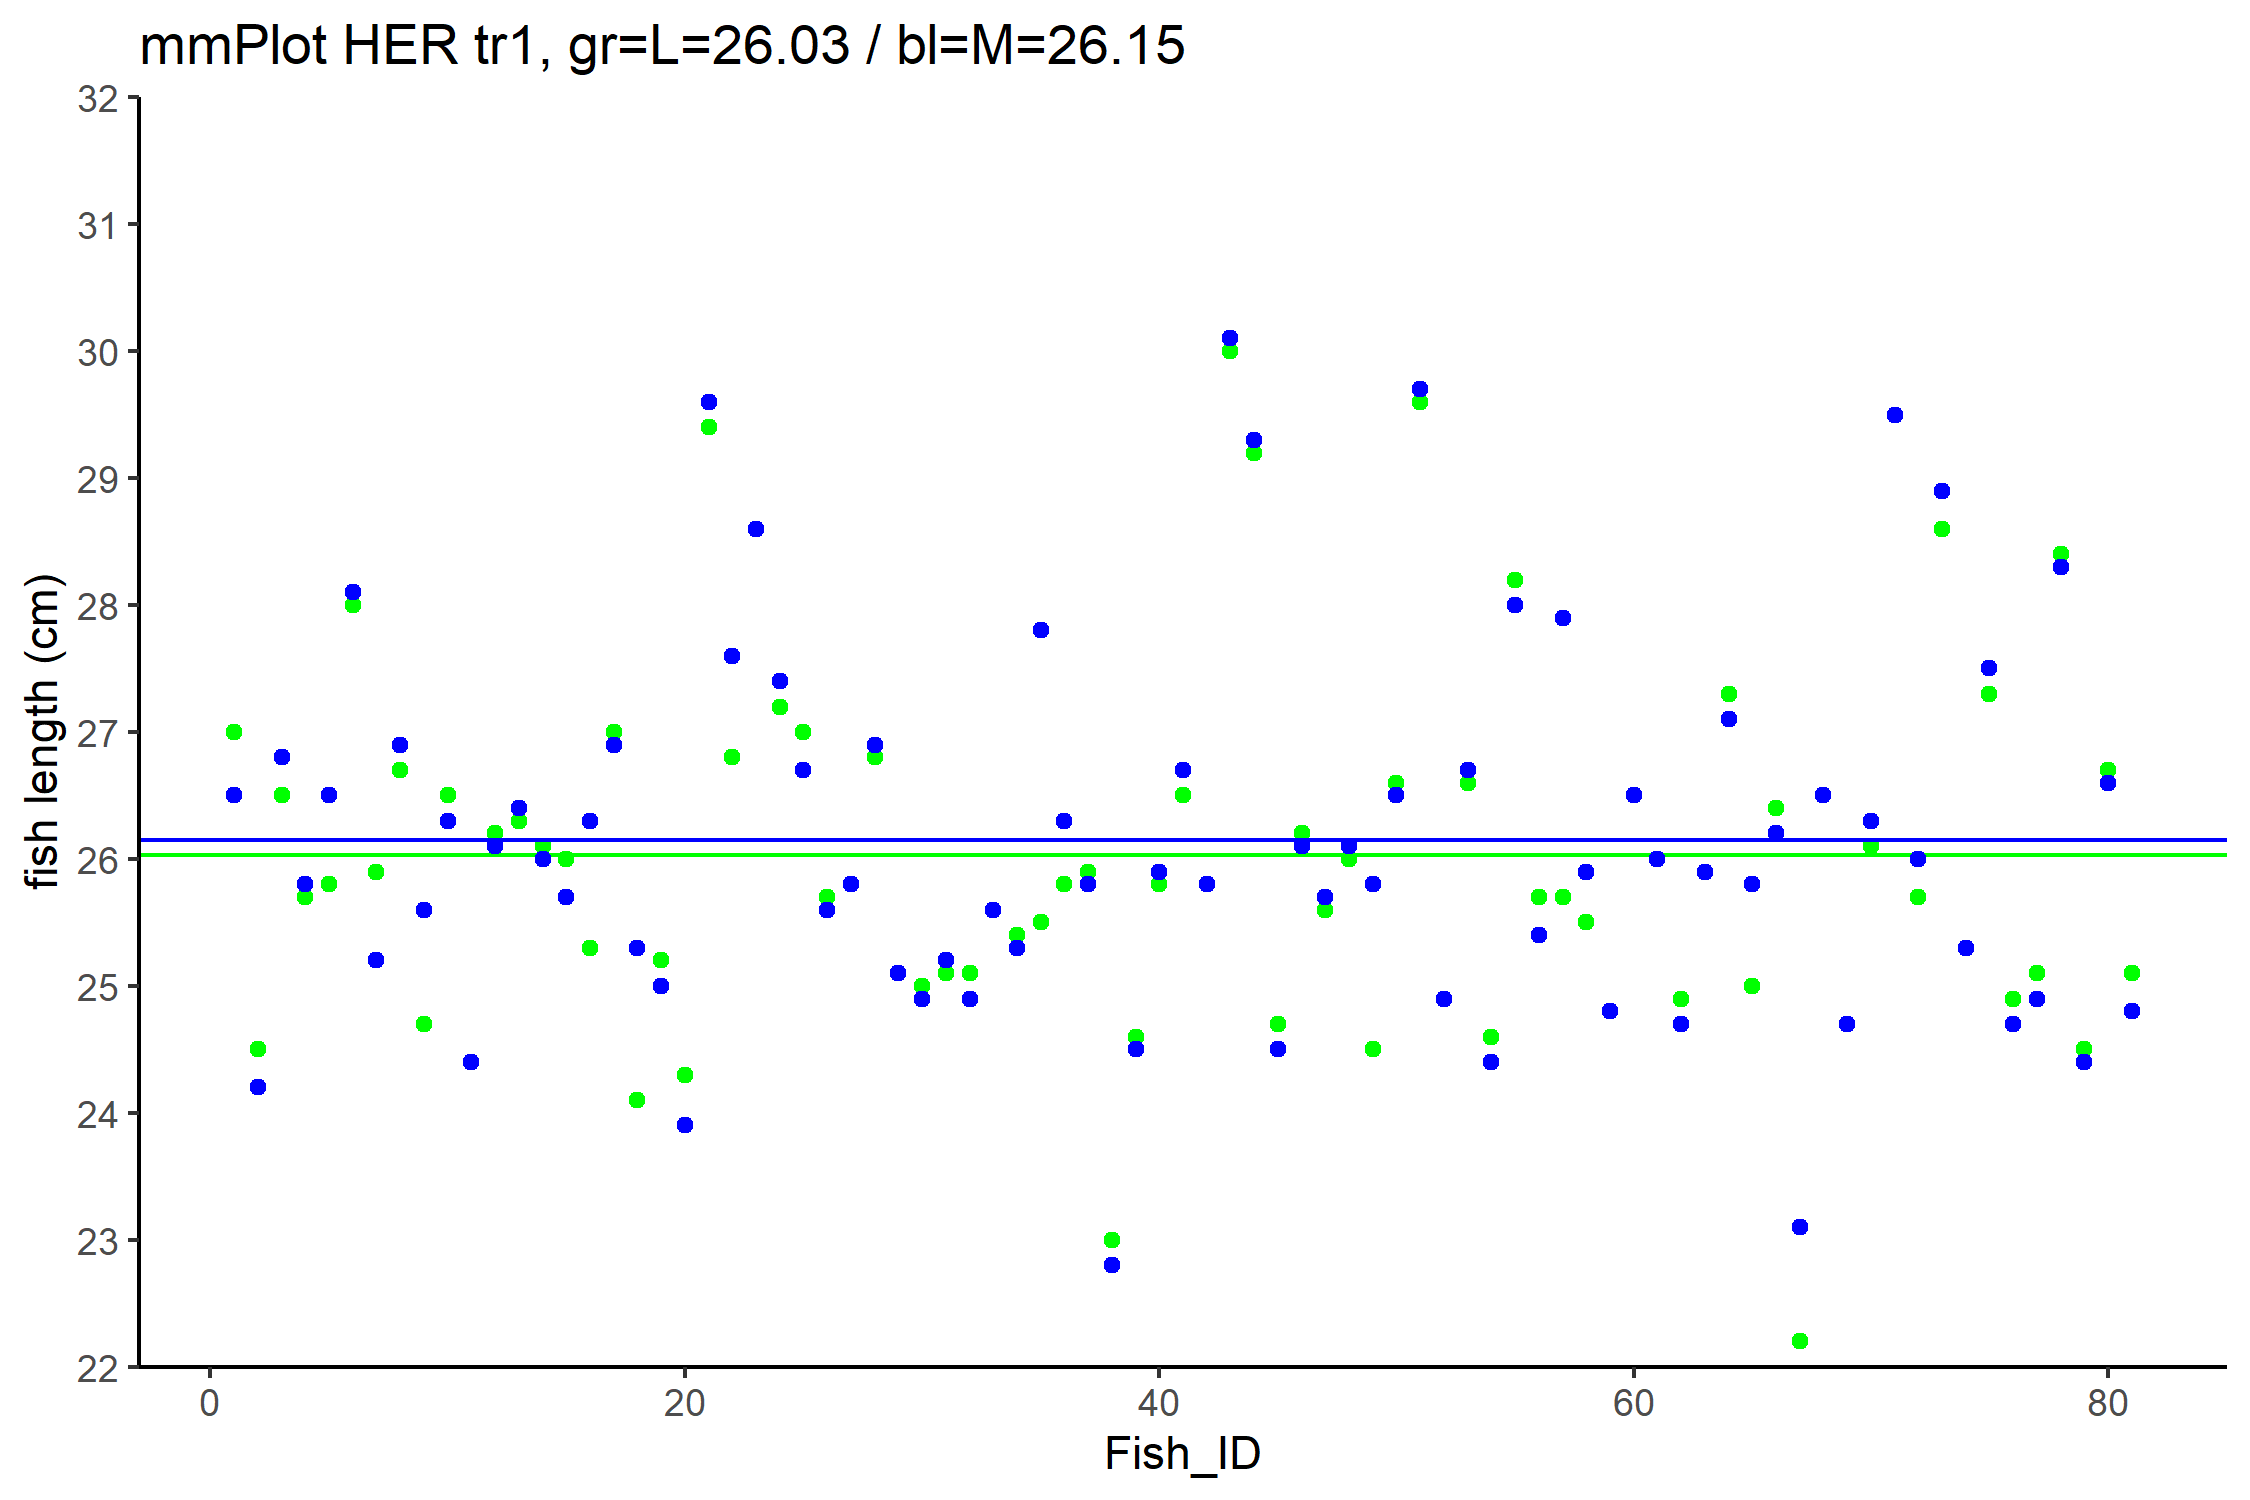 mmPlot HER tr1, gr=L=26.03 / bl=M=26.15
32
31
30
29
28
27
26
25
24
23
22
fish length (cm)
0 20 40 60 80
Fish_ID